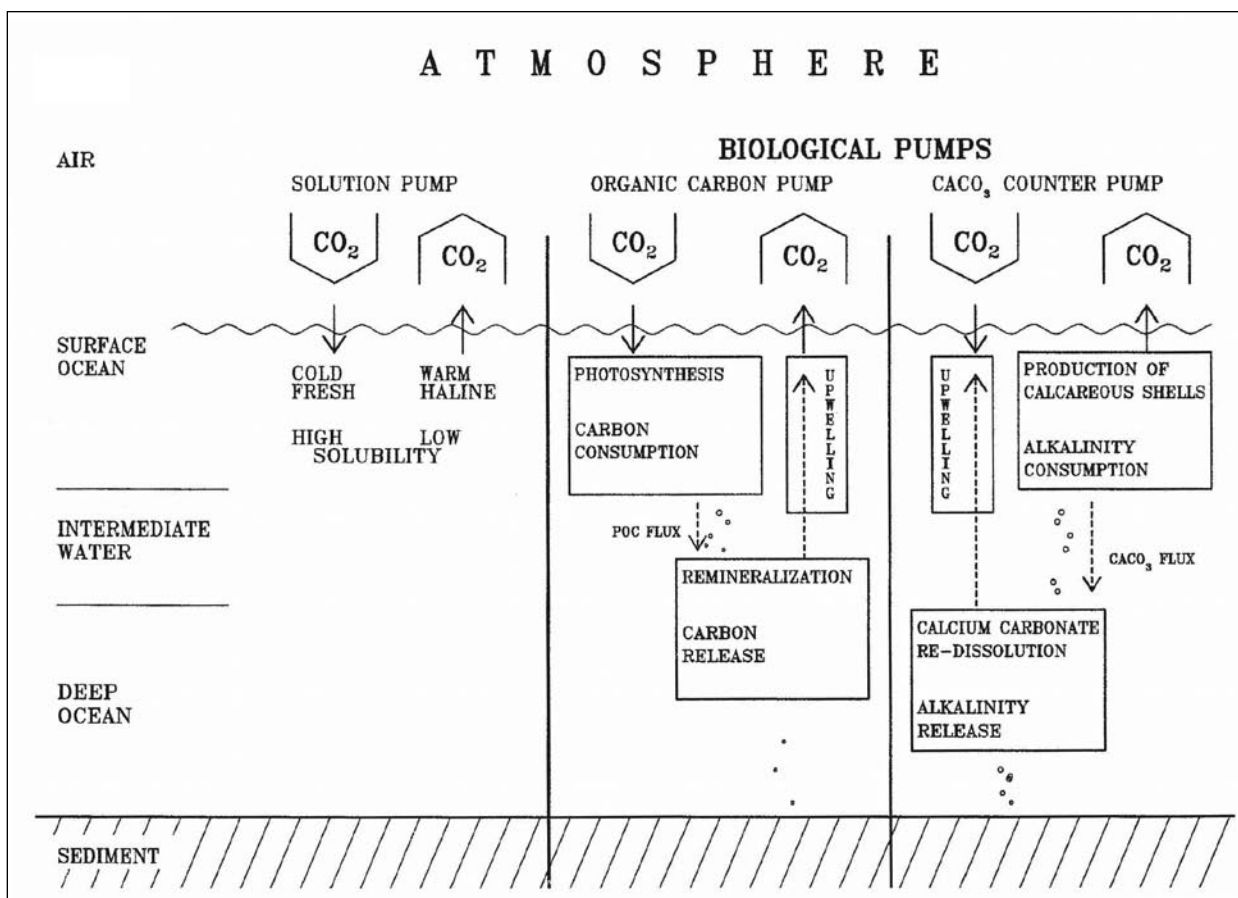 ATMOSPHERE
AIR
BIOLOGICAL PUMPS
SOLUTION PUMP
ORGANIC CARBON PUMP
CACO₃ COUNTER PUMP
CO₂
CO₂
CO₂
CO₂
CO₂
CO₂
SURFACE
OCEAN
COLD
FRESH
HIGH
WARM
HALINE
LOW
SOLUBILITY
PHOTOSYNTHESIS
CARBON
CONSUMPTION
UPWELLING
UPWELLING
PRODUCTION OF
CALCAREOUS SHELLS
ALKALINITY
CONSUMPTION
INTERMEDIATE
WATER
POC FLUX
CACO₃ FLUX
REMINERALIZATION
CARBON
RELEASE
CALCIUM CARBONATE
RE-DISSOLUTION
ALKALINITY
RELEASE
DEEP
OCEAN
SEDIMENT